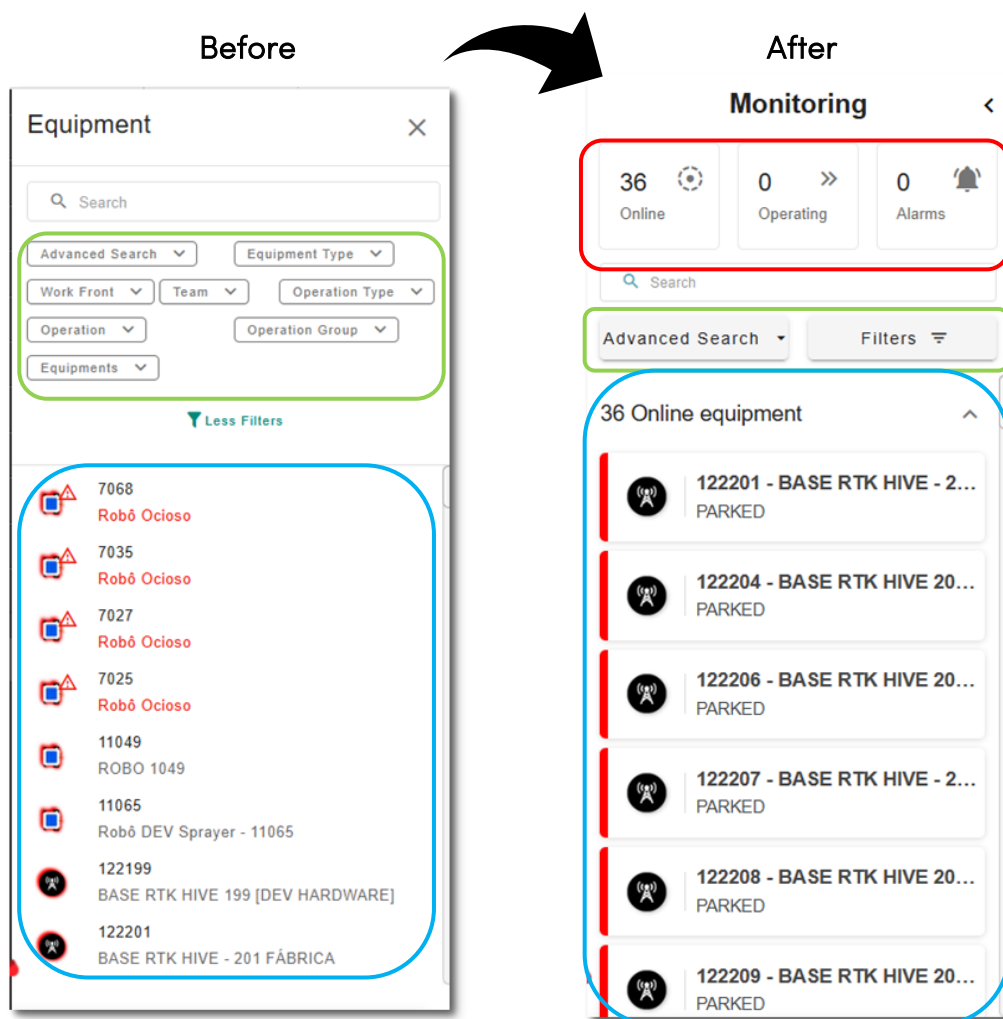 Before
After
Equipment
Search
Advanced Search
Equipment Type
Work Front
Team
Operation Type
Operation
Operation Group
Equipments
Less Filters
7068
Robô Ocioso
7035
Robô Ocioso
7027
Robô Ocioso
7025
Robô Ocioso
11049
ROBO 1049
11065
Robô DEV Sprayer - 11065
122199
BASE RTK HIVE 199 [DEV HARDWARE]
122201
BASE RTK HIVE - 201 FÁBRICA
Monitoring
36
Online
0
Operating
0
Alarms
Search
Advanced Search
Filters
36 Online equipment
122201 - BASE RTK HIVE - 2...
PARKED
122204 - BASE RTK HIVE 20...
PARKED
122206 - BASE RTK HIVE 20...
PARKED
122207 - BASE RTK HIVE - 2...
PARKED
122208 - BASE RTK HIVE 20...
PARKED
122209 - BASE RTK HIVE 20...
PARKED